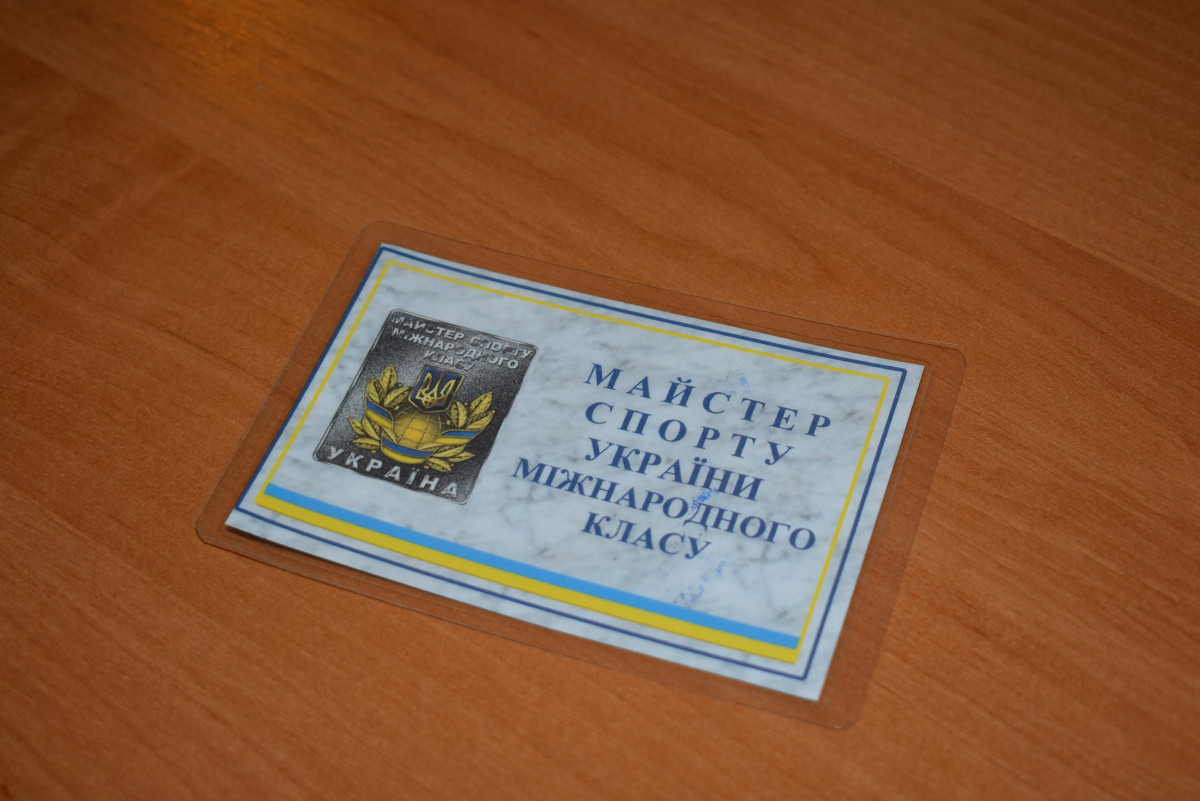 МАЙСТЕР СПОРТУ
МІЖНАРОДНОГО
КЛАСУ
УКРАЇНА
МАЙСТЕР
СПОРТУ
УКРАЇНИ
МІЖНАРОДНОГО
КЛАСУ